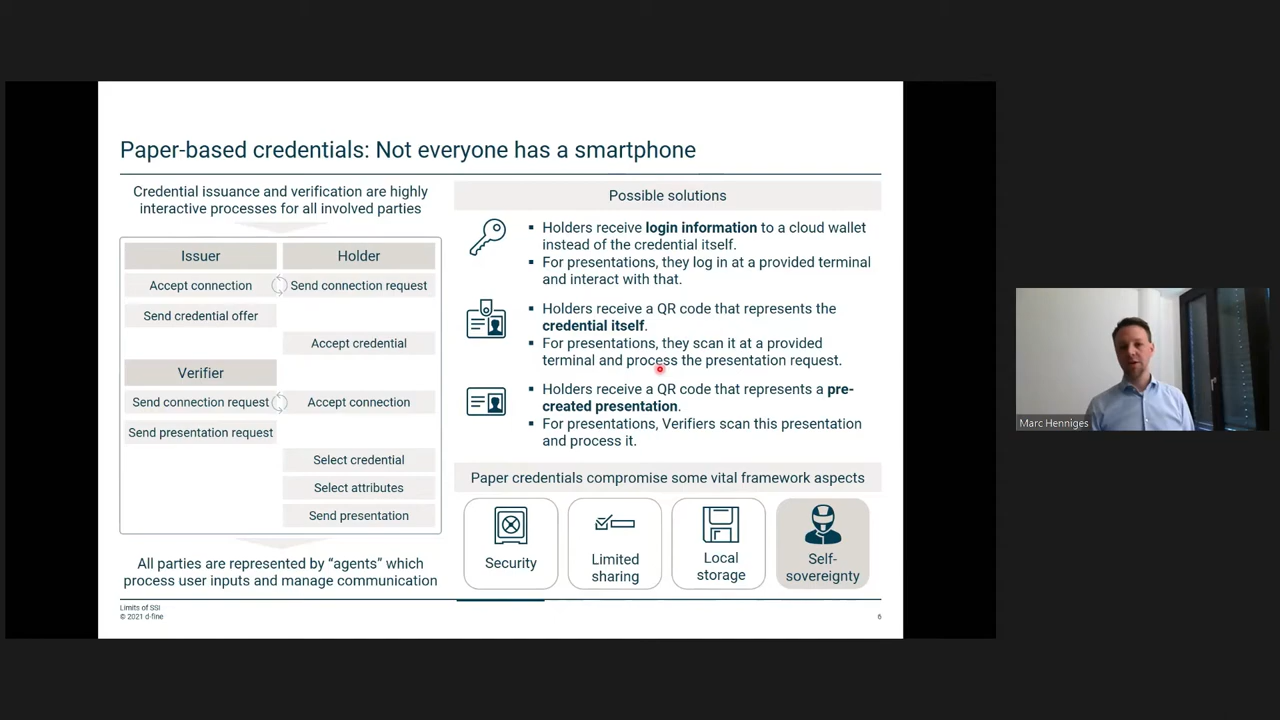 Paper-based credentials: Not everyone has a smartphone
Credential issuance and verification are highly
interactive processes for all involved parties
Issuer
Holder
Accept connection
Send connection request
Send credential offer
Accept credential
Verifier
Send connection request
Accept connection
Send presentation request
Select credential
Select attributes
Send presentation
All parties are represented by “agents” which
process user inputs and manage communication
Possible solutions
▪ Holders receive login information to a cloud wallet
instead of the credential itself.
▪ For presentations, they log in at a provided terminal
and interact with that.
▪ Holders receive a QR code that represents the
credential itself.
▪ For presentations, they scan it at a provided
terminal and process the presentation request.
▪ Holders receive a QR code that represents a pre-
created presentation.
▪ For presentations, Verifiers scan this presentation
and process it.
Paper credentials compromise some vital framework aspects
Security
Limited
sharing
Local
storage
Self-
sovereignty
Limits of SSI
© 2021 d-fine
6
Marc Henniges